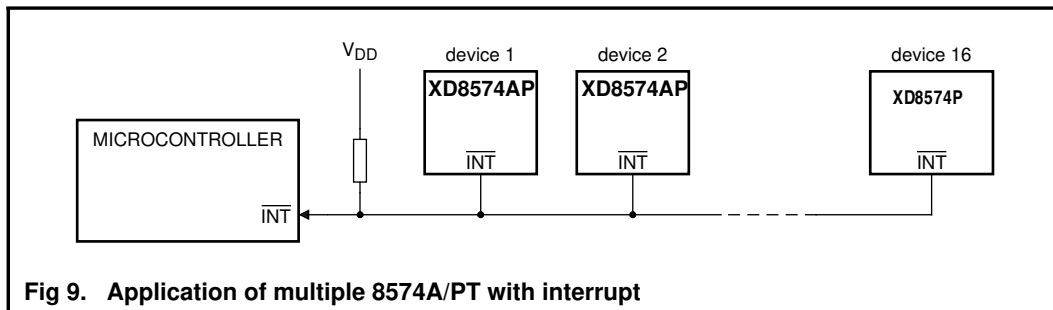 VDD
device 1
device 2
device 16
XD8574AP
XD8574AP
XD8574P
MICROCONTROLLER
INT
INT
INT
INT
Fig 9. Application of multiple 8574A/PT with interrupt